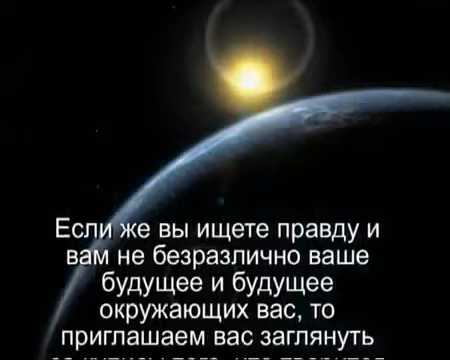 Если же вы ищете правду и
вам не безразлично ваше
будущее и будущее
окружающих вас, то
приглашаем вас заглянуть